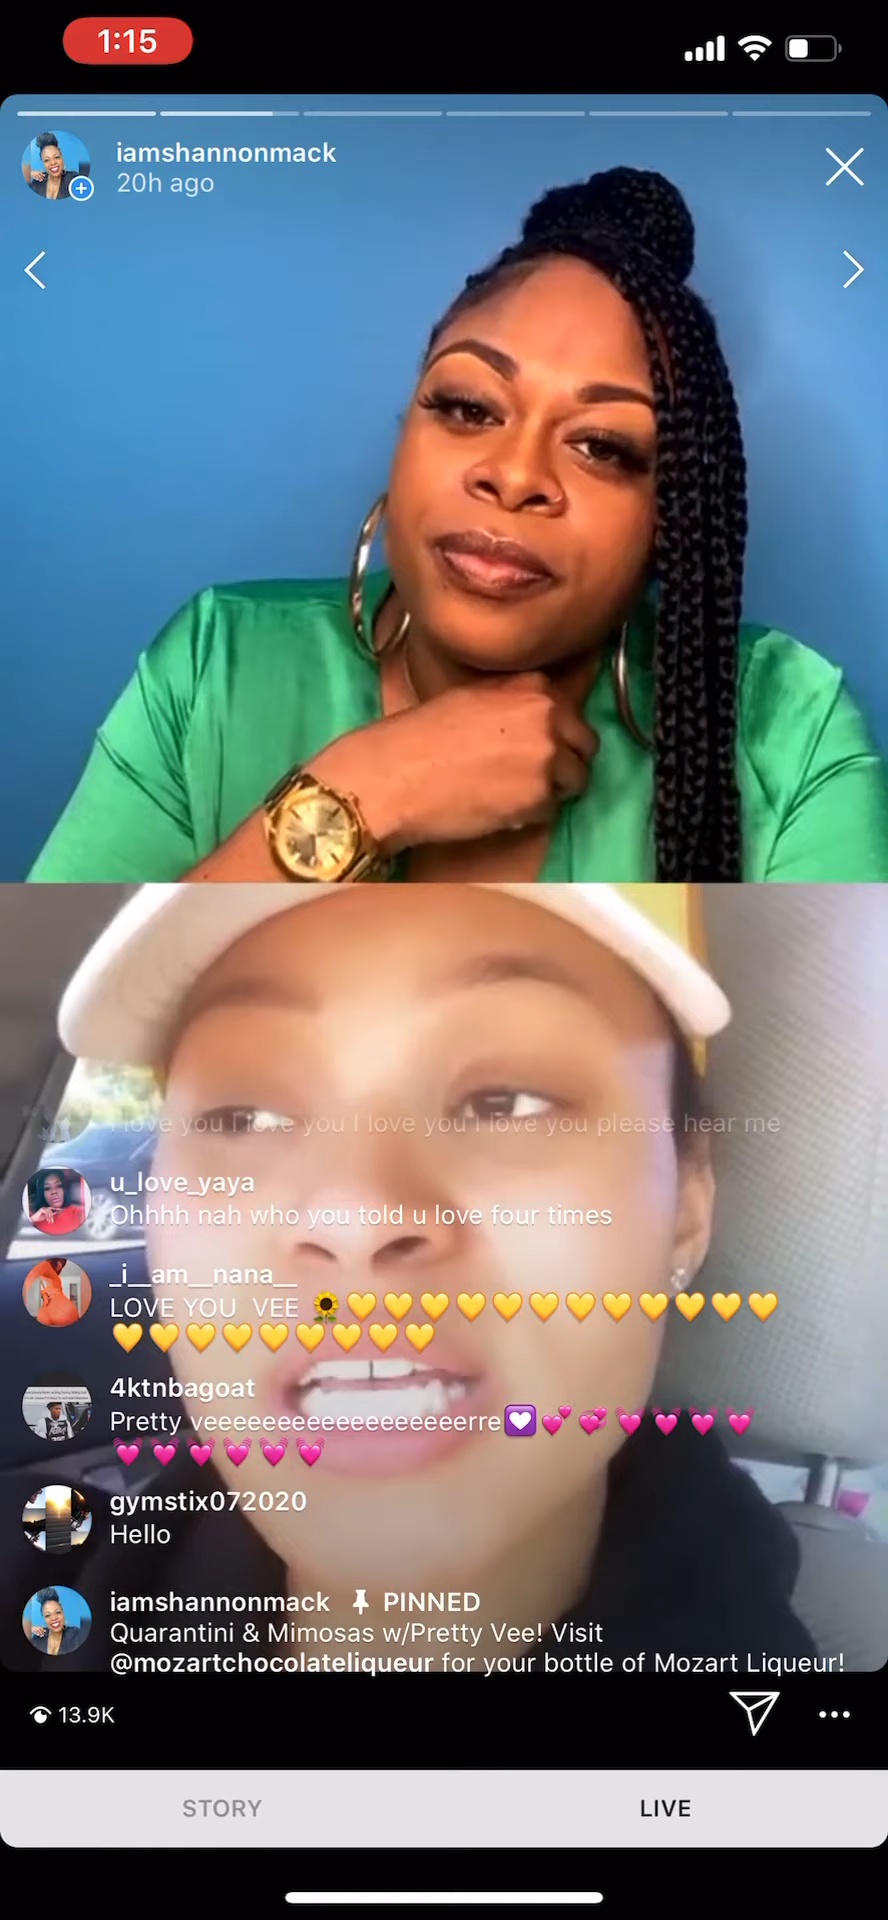 1:15
iamshannonmack
20h ago
love you I love you I love you I love you please hear me
u_love_yaya
Ohhhh nah who you told u love four times
_i__am__nana__
LOVE YOU VEE 🌻💛💛💛💛💛💛💛💛💛💛💛💛
💛💛💛💛💛💛💛💛💛
4ktnbagoat
Pretty veeeeeeeeeeeeeeeeeerre💟💕💞💓💓💓💓
💓💓💓💓💓💓
gymstix072020
Hello
iamshannonmack 📌 PINNED
Quarantini & Mimosas w/Pretty Vee! Visit
@mozartchocolateliqueur for your bottle of Mozart Liqueur!
13.9K
STORY
LIVE